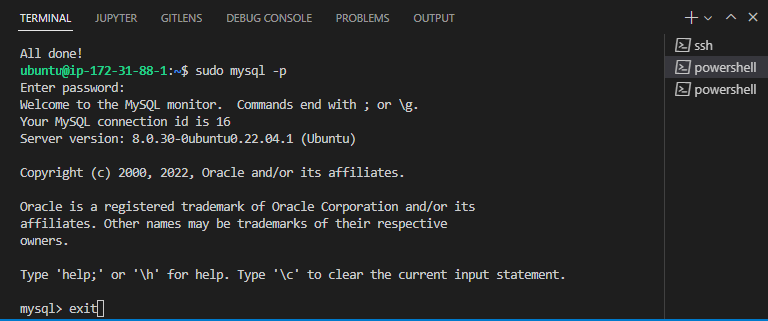 TERMINAL JUPYTER GITLENS DEBUG CONSOLE PROBLEMS OUTPUT
All done!
ubuntu@ip-172-31-88-1:~$ sudo mysql -p
Enter password:
Welcome to the MySQL monitor.  Commands end with ; or \g.
Your MySQL connection id is 16
Server version: 8.0.30-0ubuntu0.22.04.1 (Ubuntu)
Copyright (c) 2000, 2022, Oracle and/or its affiliates.
Oracle is a registered trademark of Oracle Corporation and/or its
affiliates. Other names may be trademarks of their respective
owners.
Type 'help;' or '\h' for help. Type '\c' to clear the current input statement.
mysql> exit
ssh
powershell
powershell